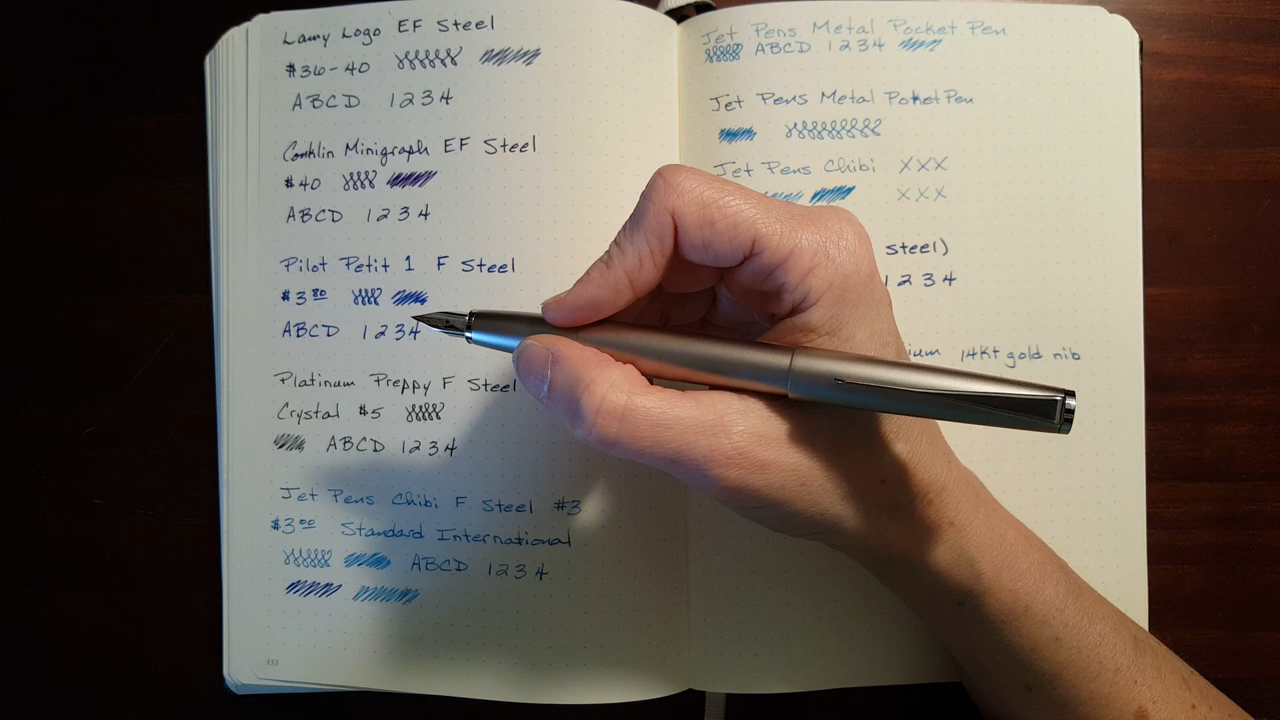 Lamy Logo EF Steel
$36-40
ABCD 1234
Conklin Minigraph EF Steel
$40
ABCD 1234
Pilot Petit 1 F Steel
$3 80
ABCD 1234
Platinum Preppy F Steel
Crystal $5
ABCD 1234
Jet Pens Chibi F Steel #3
$3 00 Standard International
ABCD 1234
151
Jet Pens Metal Pocket Pen
ABCD 1234
Jet Pens Metal Poket Pen
Jet Pens Chibi XXX
XXX
steel)
1234
14Kt gold nib